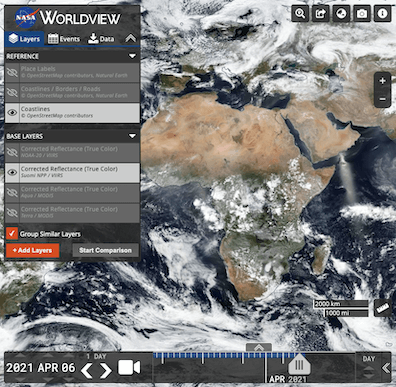 NASA
WORLDVIEW
Layers Events Data
REFERENCE
Place Labels
© OpenStreetMap contributors, Natural Earth
Coastlines / Borders / Roads
© OpenStreetMap contributors, Natural Earth
Coastlines
© OpenStreetMap contributors
BASE LAYERS
Corrected Reflectance (True Color)
NOAA-20 / VIIRS
Corrected Reflectance (True Color)
Suomi NPP / VIIRS
Corrected Reflectance (True Color)
Aqua / MODIS
Corrected Reflectance (True Color)
Terra / MODIS
Group Similar Layers
+ Add Layers Start Comparison
2000 km
1000 mi
1 DAY
2021 APR 06
APR 2021
DAY